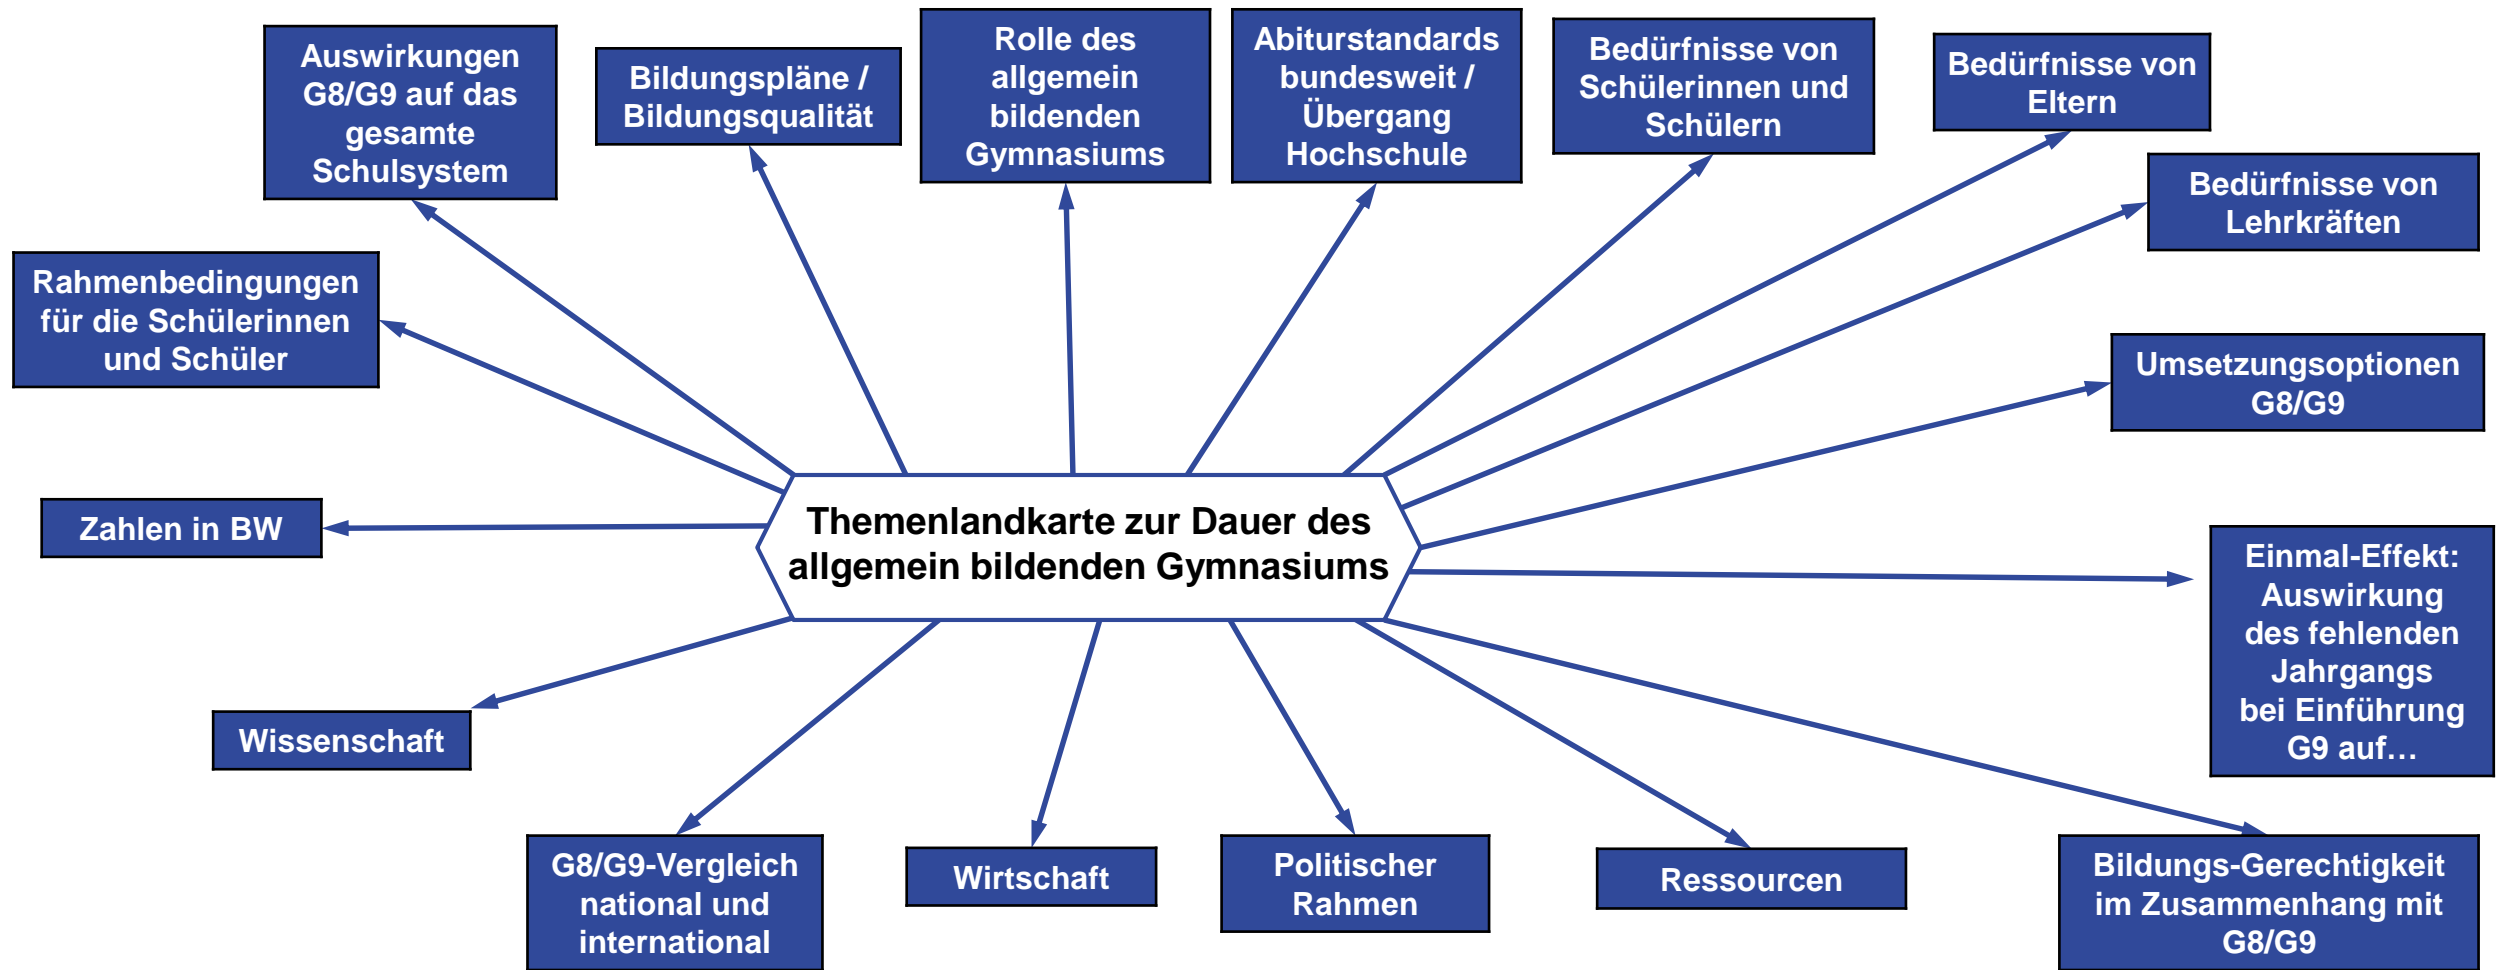 Auswirkungen
G8/G9 auf das
gesamte
Schulsystem
Bildungspläne /
Bildungsqualität
Rolle des
allgemein
bildenden
Gymnasiums
Abiturstandards
bundesweit /
Übergang
Hochschule
Bedürfnisse von
Schülerinnen und
Schülern
Bedürfnisse von
Eltern
Bedürfnisse von
Lehrkräften
Rahmenbedingungen
für die Schülerinnen
und Schüler
Umsetzungsoptionen
G8/G9
Zahlen in BW
Themenlandkarte zur Dauer des
allgemein bildenden Gymnasiums
Einmal-Effekt:
Auswirkung
des fehlenden
Jahrgangs
bei Einführung
G9 auf…
Wissenschaft
G8/G9-Vergleich
national und
international
Wirtschaft
Politischer
Rahmen
Ressourcen
Bildungs-Gerechtigkeit
im Zusammenhang mit
G8/G9